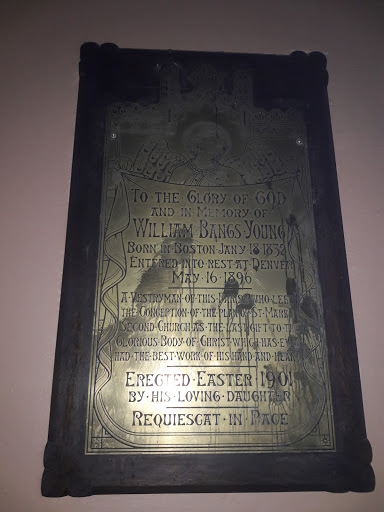 TO THE GLORY OF GOD
AND IN MEMORY OF
WILLIAM BANGS YOUNG
BORN IN BOSTON JANY 18 1832
ENTERED INTO REST AT DENVER
MAY 16 1896
A VESTRYMAN OF THIS PARISH WHO LEFT
THE CONCEPTION OF THE PLAN OF ST MARKS
SECOND CHURCH AS THE LAST GIFT TO
GLORIOUS BODY OF CHRIST WHICH HAS
HAD THE BEST WORK OF HIS HAND AND HEART
ERECTED EASTER 1901
BY HIS LOVING DAUGHTER
REQUIESCAT IN PACE